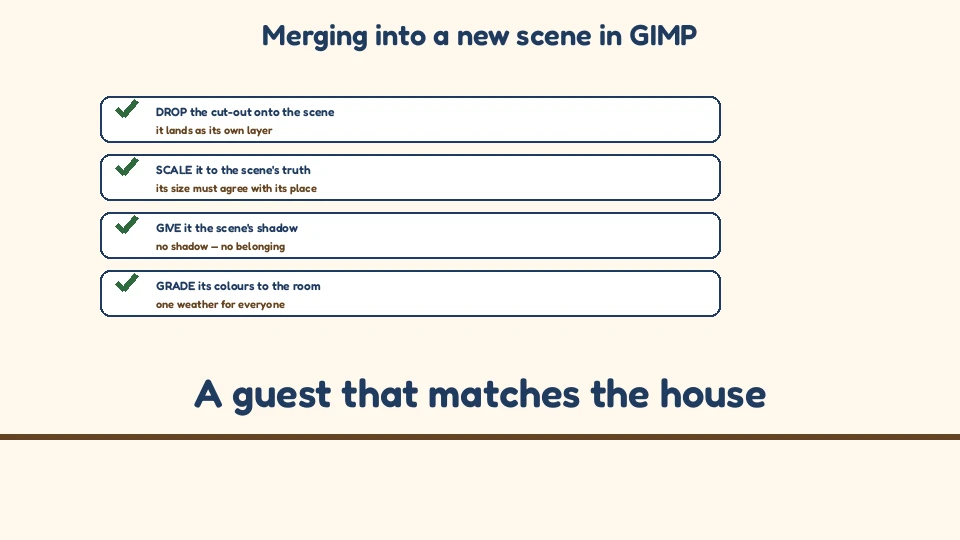 Merging into a new scene in GIMP
DROP the cut-out onto the scene
it lands as its own layer
SCALE it to the scene's truth
its size must agree with its place
GIVE it the scene's shadow
no shadow — no belonging
GRADE its colours to the room
one weather for everyone
A guest that matches the house